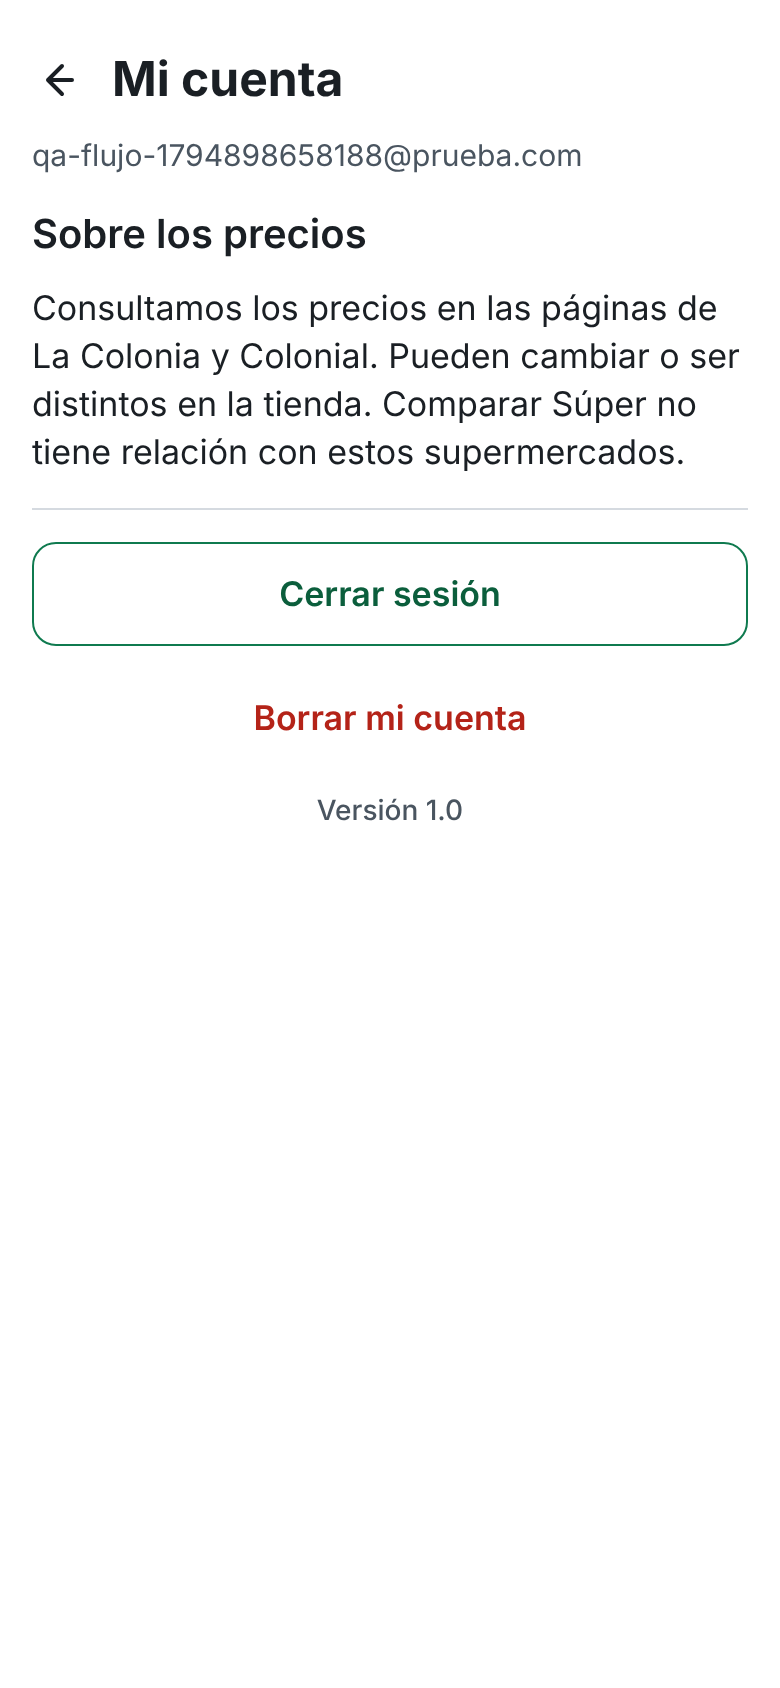 Mi cuenta
qa-flujo-1794898658188@prueba.com
Sobre los precios
Consultamos los precios en las páginas de
La Colonia y Colonial. Pueden cambiar o ser
distintos en la tienda. Comparar Súper no
tiene relación con estos supermercados.
Cerrar sesión
Borrar mi cuenta
Versión 1.0